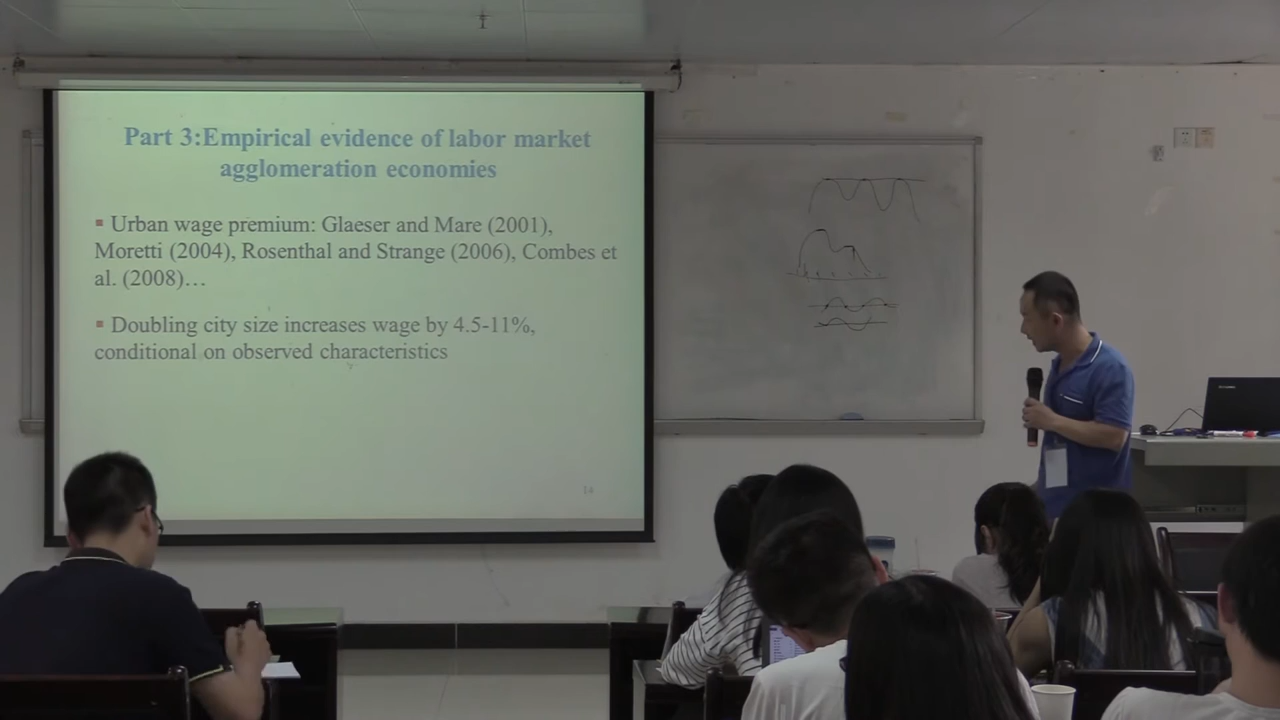 Part 3:Empirical evidence of labor market
agglomeration economies
▪ Urban wage premium: Glaeser and Mare (2001),
Moretti (2004), Rosenthal and Strange (2006), Combes et
al. (2008)…
▪ Doubling city size increases wage by 4.5-11%,
conditional on observed characteristics